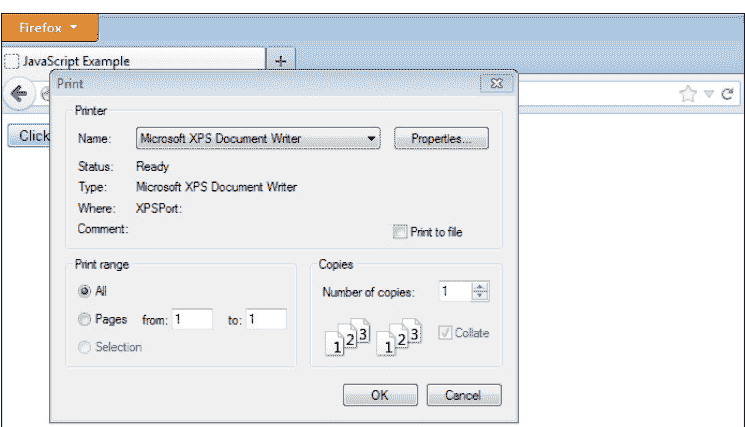 Firefox
JavaScript Example
+
Print
Click
Printer
Name: Microsoft XPS Document Writer Properties...
Status: Ready
Type: Microsoft XPS Document Writer
Where: XPSPort:
Comment: Print to file
Print range Copies
All Number of copies: 1
Pages from: 1 to: 1
1 2 3 1 2 3 Collate
Selection
OK Cancel